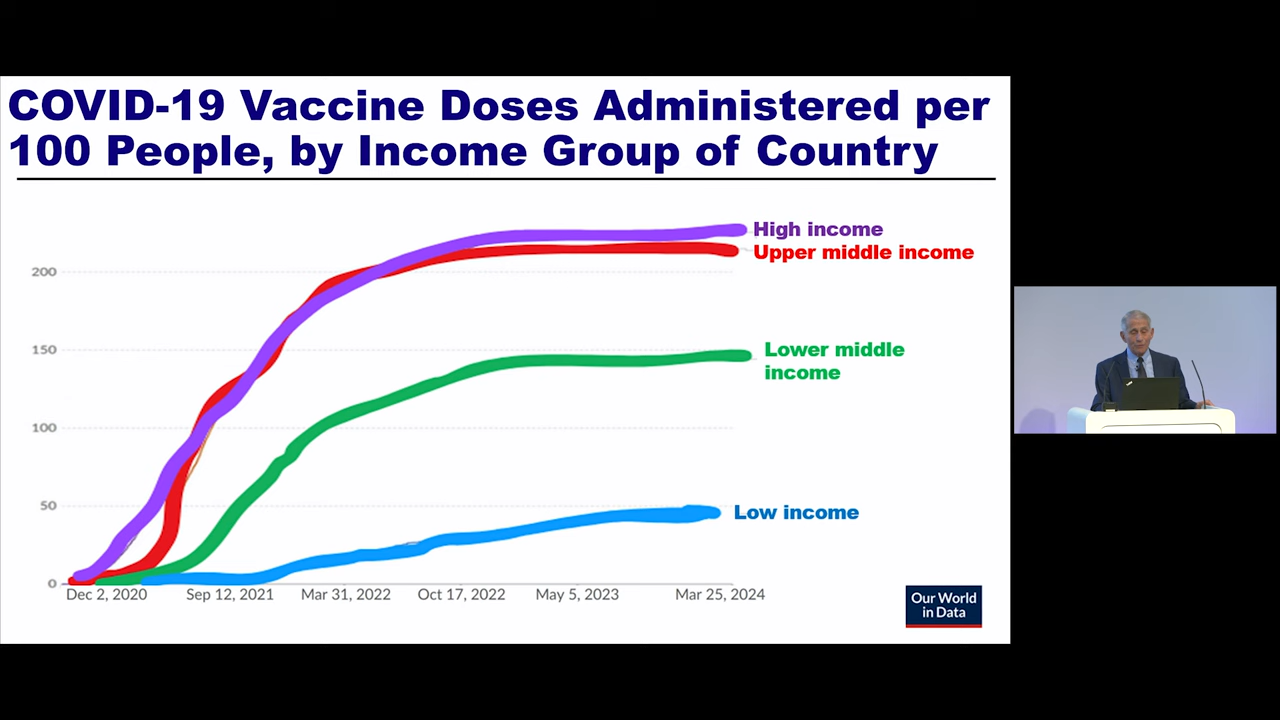 COVID-19 Vaccine Doses Administered per
100 People, by Income Group of Country
High income
Upper middle income
200
150
Lower middle
income
100
50
Low income
0
Dec 2, 2020 Sep 12, 2021 Mar 31, 2022 Oct 17, 2022 May 5, 2023 Mar 25, 2024
Our World
in Data